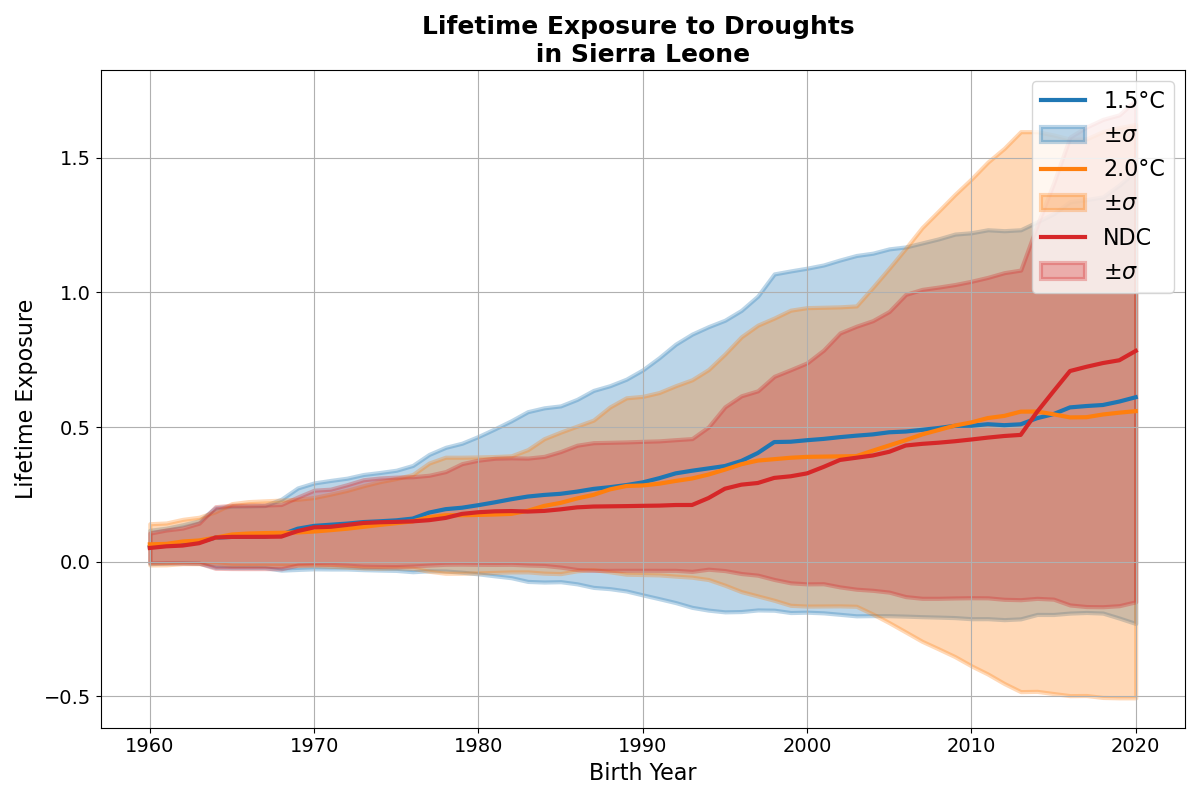 Lifetime Exposure to Droughts
in Sierra Leone
1.5°C
±σ
2.0°C
±σ
NDC
±σ
Lifetime Exposure
1.5
1.0
0.5
0.0
−0.5
1960 1970 1980 1990 2000 2010 2020
Birth Year